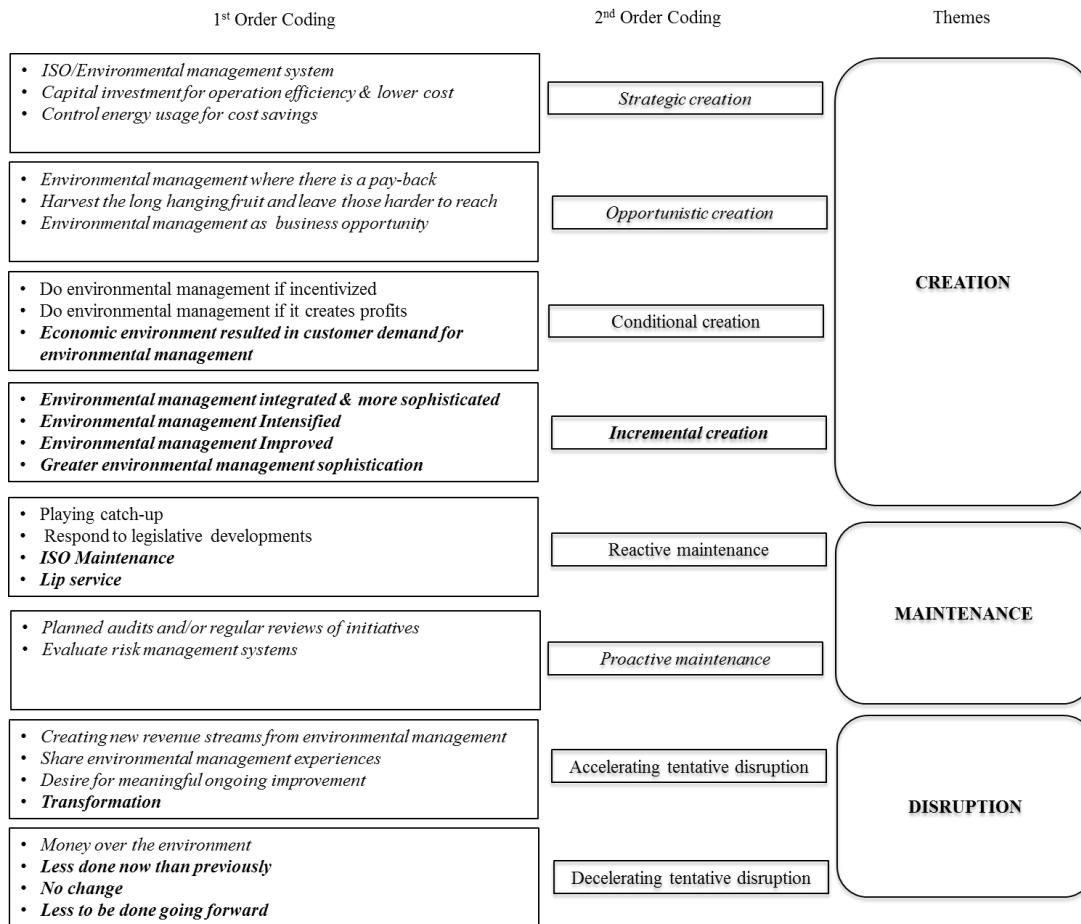 1st Order Coding
2nd Order Coding
Themes
• ISO/Environmental management system
• Capital investment for operation efficiency & lower cost
• Control energy usage for cost savings
Strategic creation
• Environmental management where there is a pay-back
• Harvest the long hanging fruit and leave those harder to reach
• Environmental management as business opportunity
Opportunistic creation
• Do environmental management if incentivized
• Do environmental management if it creates profits
• Economic environment resulted in customer demand for
environmental management
Conditional creation
CREATION
• Environmental management integrated & more sophisticated
• Environmental management Intensified
• Environmental management Improved
• Greater environmental management sophistication
Incremental creation
• Playing catch-up
• Respond to legislative developments
• ISO Maintenance
• Lip service
Reactive maintenance
• Planned audits and/or regular reviews of initiatives
• Evaluate risk management systems
Proactive maintenance
MAINTENANCE
• Creating new revenue streams from environmental management
• Share environmental management experiences
• Desire for meaningful ongoing improvement
• Transformation
Accelerating tentative disruption
• Money over the environment
• Less done now than previously
• No change
• Less to be done going forward
Decelerating tentative disruption
DISRUPTION